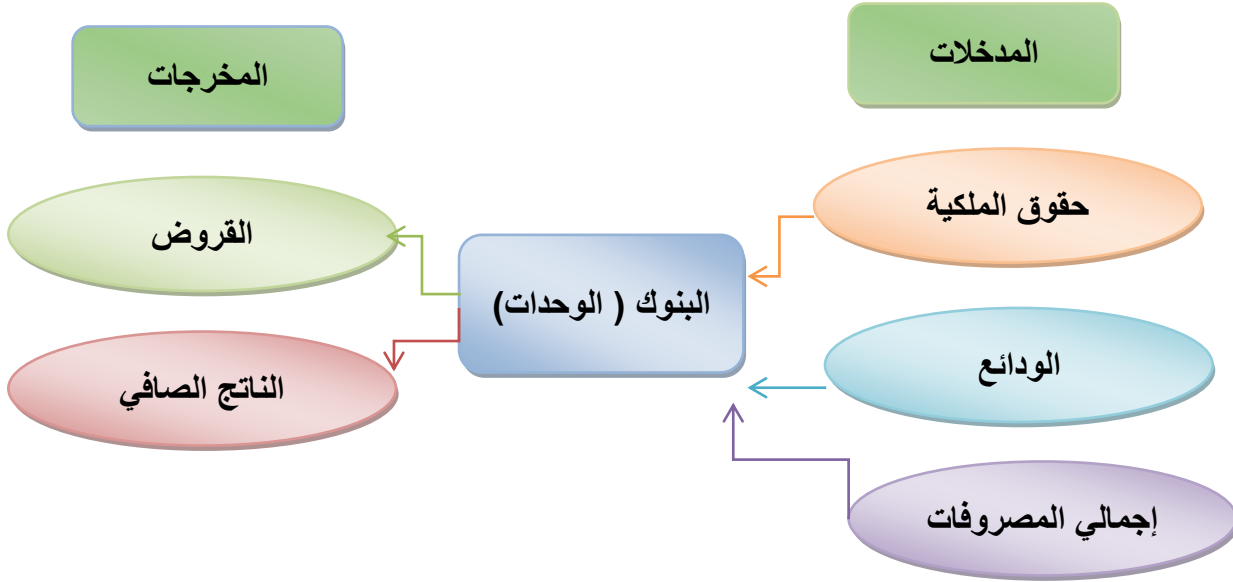 المدخلات
المخرجات
حقوق الملكية
القروض
البنوك ( الوحدات)
الودائع
الناتج الصافي
إجمالي المصروفات